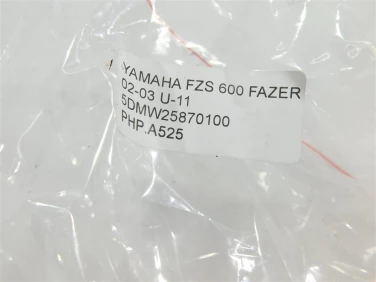 YAMAHA FZS 600 FAZER
02-03 U-11
5DMW25870100
PHP.A525